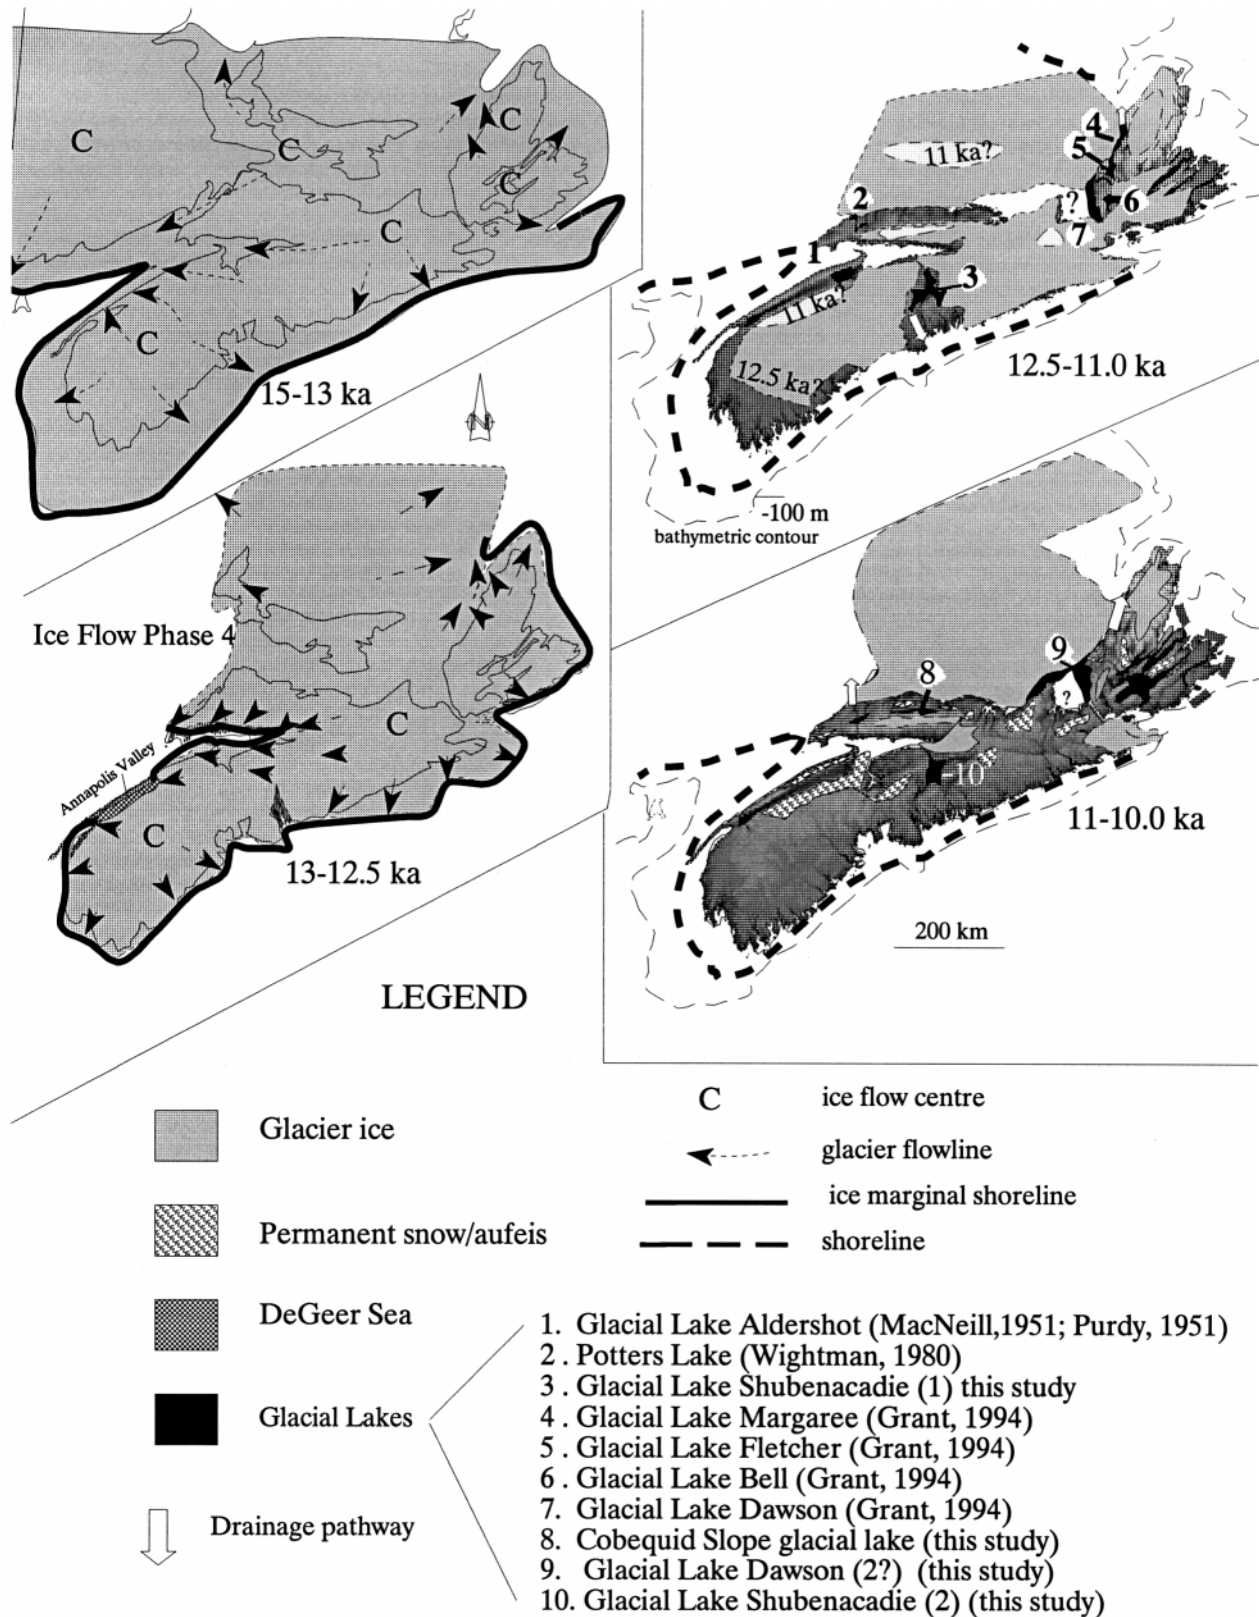 C
C
C
C
C
C
15-13 ka
11 ka?
4
5
2
?
6
7
1
3
11 ka?
12.5 ka?
12.5-11.0 ka
-100 m
bathymetric contour
N
Ice Flow Phase 4
C
Annapolis Valley
C
13-12.5 ka
9
8
?
10
11-10.0 ka
200 km
LEGEND
Glacier ice
Permanent snow/aufeis
DeGeer Sea
Glacial Lakes
Drainage pathway
C ice flow centre
glacier flowline
ice marginal shoreline
shoreline
1. Glacial Lake Aldershot (MacNeill,1951; Purdy, 1951)
2 . Potters Lake (Wightman, 1980)
3 . Glacial Lake Shubenacadie (1) this study
4 . Glacial Lake Margaree (Grant, 1994)
5 . Glacial Lake Fletcher (Grant, 1994)
6 . Glacial Lake Bell (Grant, 1994)
7 . Glacial Lake Dawson (Grant, 1994)
8. Cobequid Slope glacial lake (this study)
9. Glacial Lake Dawson (2?) (this study)
10. Glacial Lake Shubenacadie (2) (this study)